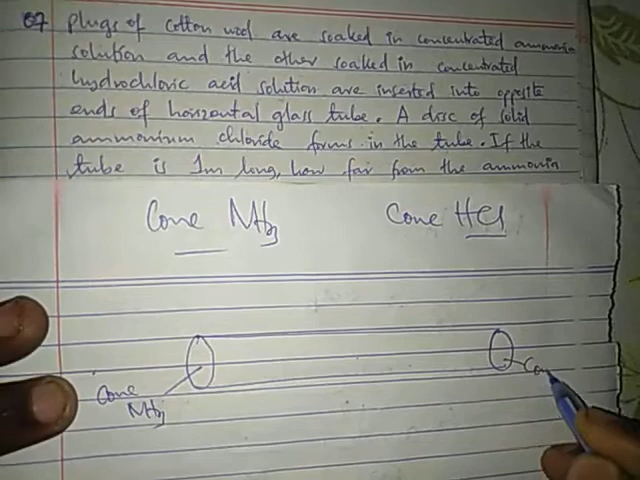 07 Plugs of cotton wool are soaked in concentrated ammonia
solution and the other soaked in concentrated
hydrochloric acid solution are inserted into opposite
ends of horizontal glass tube. A disc of solid
ammonium chloride forms in the tube. If the
tube is 1m long, how far from the ammonia
Conc NH3 Conc HCl
Conc
NH3
Con